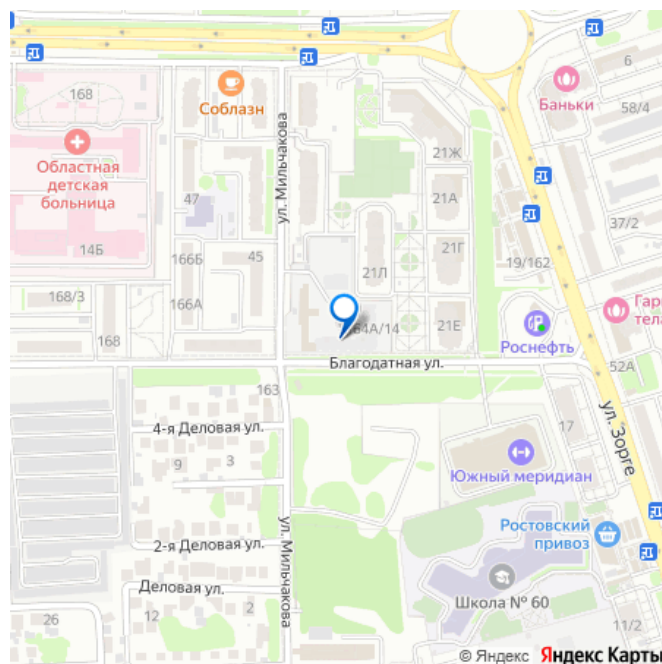 168
Соблазн
6
Баньки
58/4
Областная
детская
больница
ул. Мильчакова
21Ж
47
21А
37/2
14Б
166Б
45
21Г
19/162
21Л
168/3
166А
Гар
тела
168
64А/14
21Е
Роснефть
Благодатная ул.
52А
163
ул. Зорге
4-я Деловая ул.
17
9
3
Южный меридиан
ул. Мильчакова
Ростовский
привоз
2-я Деловая ул.
Деловая ул.
Школа № 60
26
12
2
11/2
© Яндекс Яндекс Карты